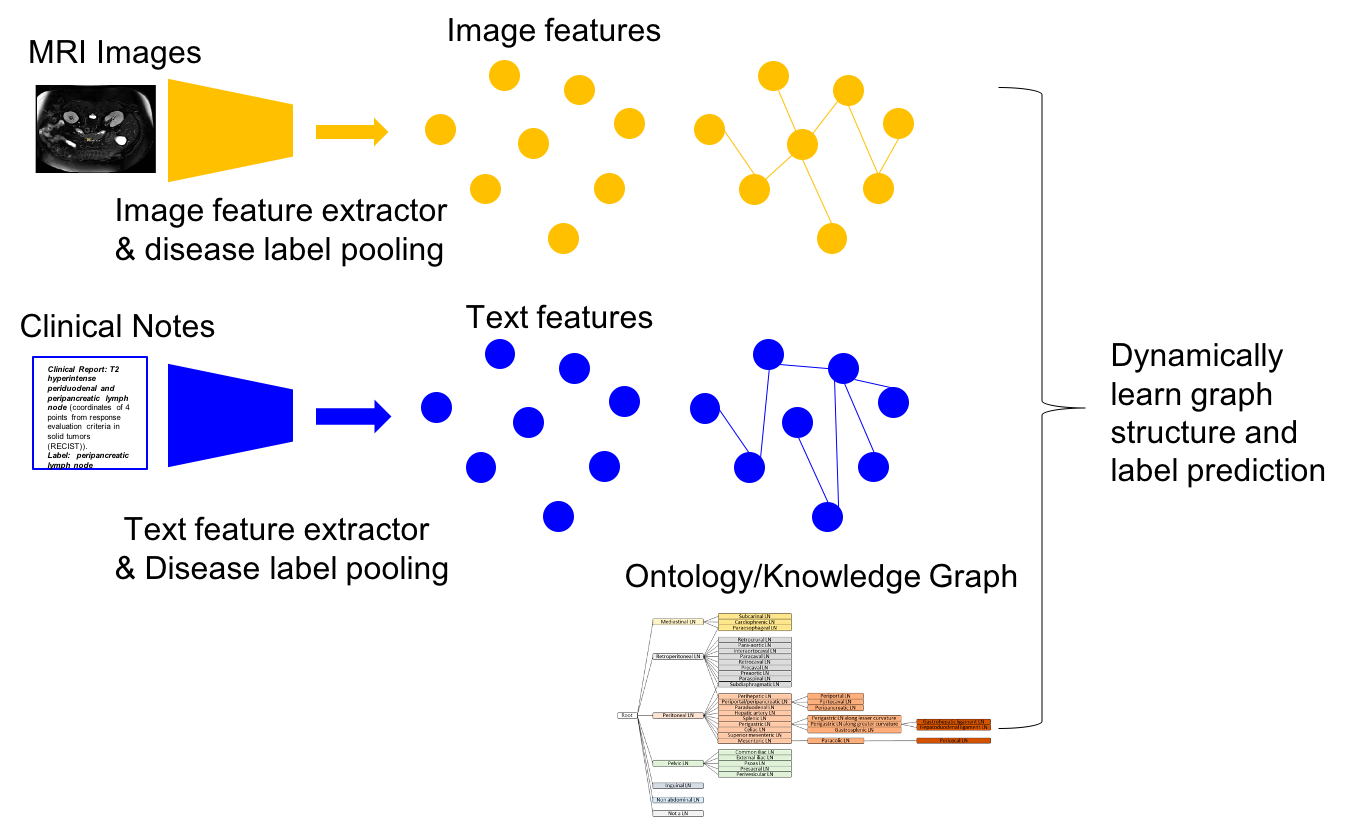 Image features
MRI Images
Image feature extractor
& disease label pooling
Clinical Notes
Text features
Clinical Report: T2
hyperintense
periduodenal and
peripancreatic lymph
node (coordinates of 4
points from response
evaluation criteria in
solid tumors
(RECIST)).
Label: peripancreatic
lymph node
Dynamically
learn graph
structure and
label prediction
Text feature extractor
& Disease label pooling
Ontology/Knowledge Graph
Root
Mediastinal LN
Subcarinal LN
Cardiophrenic LN
Paraesophageal LN
Retroperitoneal LN
Retrocrural LN
Para-aortic LN
Interaortocaval LN
Paracaval LN
Retrocaval LN
Precaval LN
Preaortic LN
Paraspinal LN
Subdiaphragmatic LN
Peritoneal LN
Perihepatic LN
Periportal/peripancreatic LN
Paraduodenal LN
Hepatic artery LN
Splenic LN
Perigastric LN
Celiac LN
Superior mesenteric LN
Mesenteric LN
Periportal LN
Portocaval LN
Peripancreatic LN
Perigastric LN along lesser curvature
Perigastric LN along greater curvature
Gastrosplenic LN
Gastrohepatic ligament LN
Hepatoduodenal ligament LN
Paracolic LN
Pericecal LN
Pelvic LN
Common iliac LN
External iliac LN
Psoas LN
Presacral LN
Perivesicular LN
Inguinal LN
Non abdominal LN
Not a LN